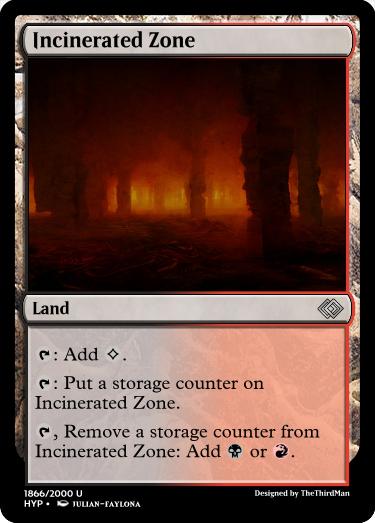 Incinerated Zone
Land
: Add .
: Put a storage counter on
Incinerated Zone.
, Remove a storage counter from
Incinerated Zone: Add or .
1866/2000 U
Designed by TheThirdMan
HYP • JULIAN-FAYLONA